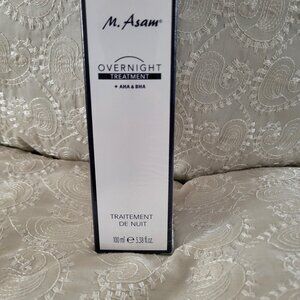 M. Asam®
OVERNIGHT
TREATMENT
+ AHA & BHA
TRAITEMENT
DE NUIT
100 ml ℮ 3.38 fl.oz.